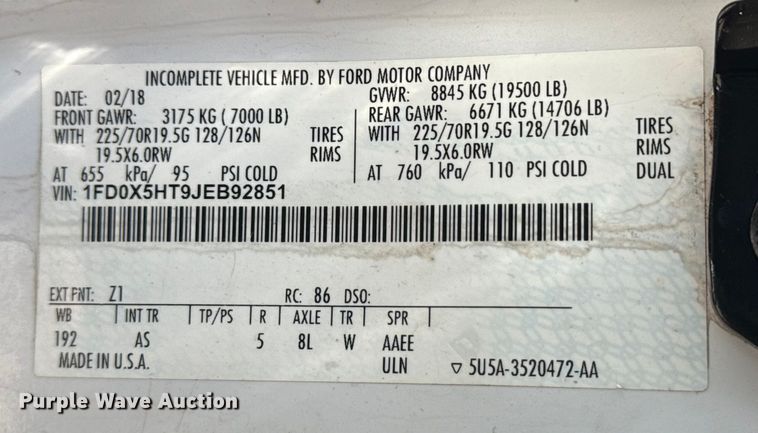 INCOMPLETE VEHICLE MFD. BY FORD MOTOR COMPANY
DATE: 02/18 GVWR: 8845 KG (19500 LB)
FRONT GAWR: 3175 KG ( 7000 LB) REAR GAWR: 6671 KG (14706 LB)
WITH 225/70R19.5G 128/126N TIRES WITH 225/70R19.5G 128/126N TIRES
19.5X6.0RW RIMS 19.5X6.0RW RIMS
AT 655 kPa/ 95 PSI COLD AT 760 kPa/ 110 PSI COLD DUAL
VIN: 1FD0X5HT9JEB92851
EXT PNT: Z1 RC: 86 DSO:
WB INT TR TP/PS R AXLE TR SPR
192 AS 5 8L W AAEE
MADE IN U.S.A. ULN ▽ 5U5A-3520472-AA
Purple Wave Auction